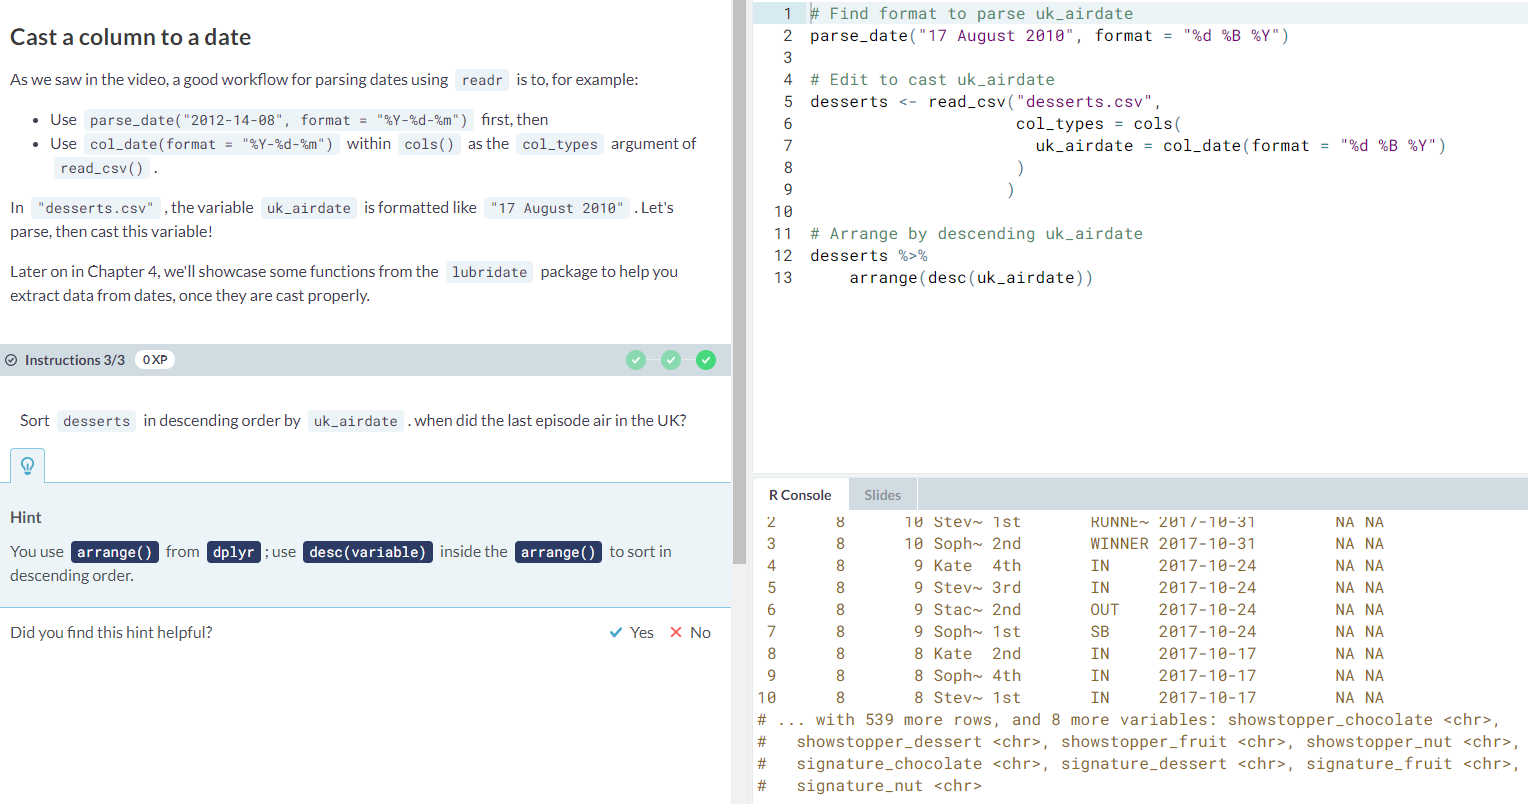 Cast a column to a date
As we saw in the video, a good workflow for parsing dates using readr is to, for example:
• Use parse_date("2012-14-08", format = "%Y-%d-%m") first, then
• Use col_date(format = "%Y-%d-%m") within cols() as the col_types argument of
read_csv() .
In "desserts.csv" , the variable uk_airdate is formatted like "17 August 2010" . Let's
parse, then cast this variable!
Later on in Chapter 4, we'll showcase some functions from the lubridate package to help you
extract data from dates, once they are cast properly.
Instructions 3/3 0 XP
Sort desserts in descending order by uk_airdate . when did the last episode air in the UK?
Hint
You use arrange() from dplyr ; use desc(variable) inside the arrange() to sort in
descending order.
Did you find this hint helpful? Yes No
1 # Find format to parse uk_airdate
2 parse_date("17 August 2010", format = "%d %B %Y")
3
4 # Edit to cast uk_airdate
5 desserts <- read_csv("desserts.csv",
6 col_types = cols(
7 uk_airdate = col_date(format = "%d %B %Y")
8 )
9 )
10
11 # Arrange by descending uk_airdate
12 desserts %>%
13 arrange(desc(uk_airdate))
R Console Slides
2 8 10 Stev~ 1st RUNNE~ 2017-10-31 NA NA
3 8 10 Soph~ 2nd WINNER 2017-10-31 NA NA
4 8 9 Kate 4th IN 2017-10-24 NA NA
5 8 9 Stev~ 3rd IN 2017-10-24 NA NA
6 8 9 Stac~ 2nd OUT 2017-10-24 NA NA
7 8 9 Soph~ 1st SB 2017-10-24 NA NA
8 8 8 Kate 2nd IN 2017-10-17 NA NA
9 8 8 Soph~ 4th IN 2017-10-17 NA NA
10 8 8 Stev~ 1st IN 2017-10-17 NA NA
# ... with 539 more rows, and 8 more variables: showstopper_chocolate <chr>,
# showstopper_dessert <chr>, showstopper_fruit <chr>, showstopper_nut <chr>,
# signature_chocolate <chr>, signature_dessert <chr>, signature_fruit <chr>,
# signature_nut <chr>